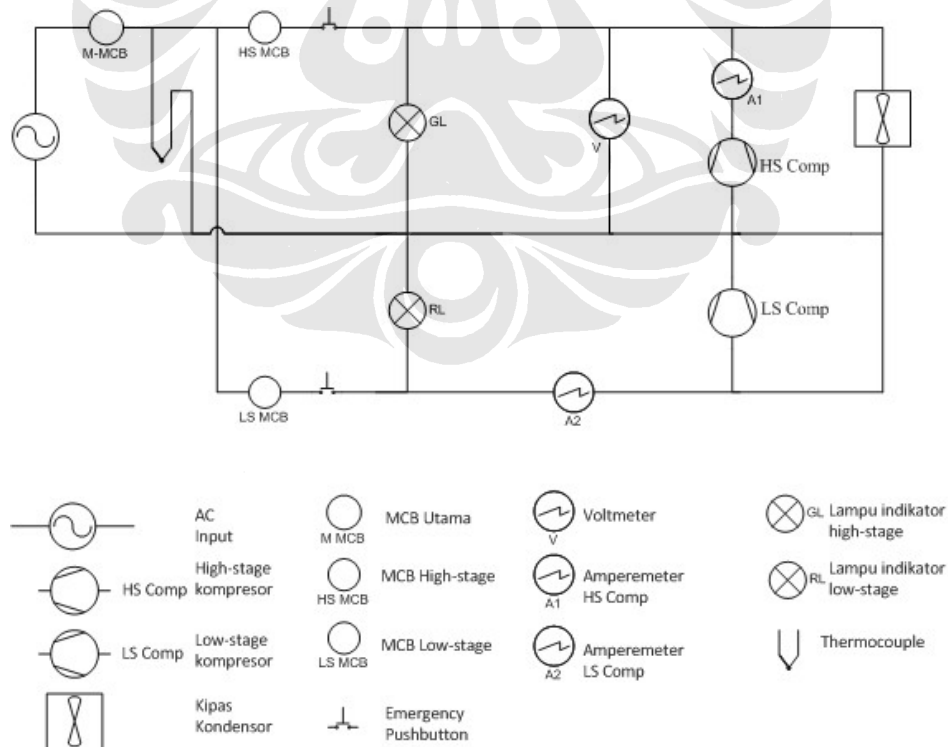 M-MCB
HS MCB
GL
V
A1
HS Comp
RL
LS Comp
LS MCB
A2
AC
Input
M MCB
MCB Utama
V
Voltmeter
GL Lampu indikator
high-stage
HS Comp
High-stage
kompresor
HS MCB
MCB High-stage
A1
Amperemeter
HS Comp
RL Lampu indikator
low-stage
LS Comp
Low-stage
kompresor
LS MCB
MCB Low-stage
A2
Amperemeter
LS Comp
Thermocouple
Kipas
Kondensor
Emergency
Pushbutton